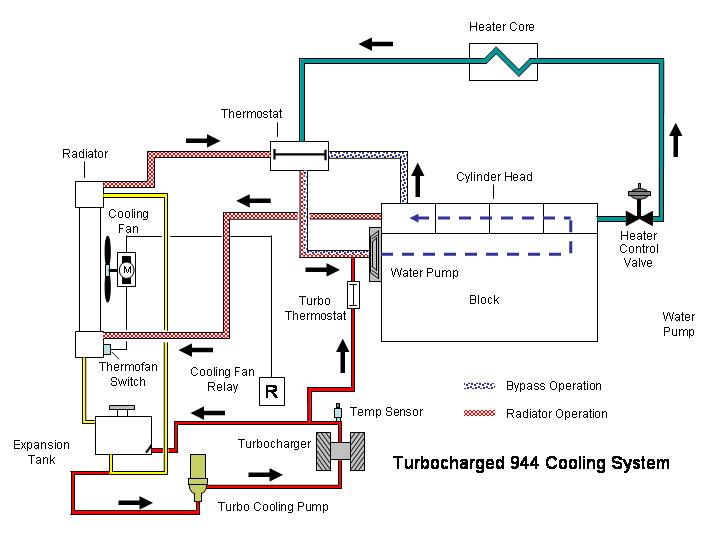 Heater Core
Thermostat
Radiator
Cylinder Head
Cooling
Fan
M
Heater
Control
Valve
Water Pump
Turbo
Thermostat
Block
Water
Pump
Thermofan
Switch
Cooling Fan
Relay
R
Bypass Operation
Temp Sensor
Radiator Operation
Expansion
Tank
Turbocharger
Turbocharged 944 Cooling System
Turbo Cooling Pump